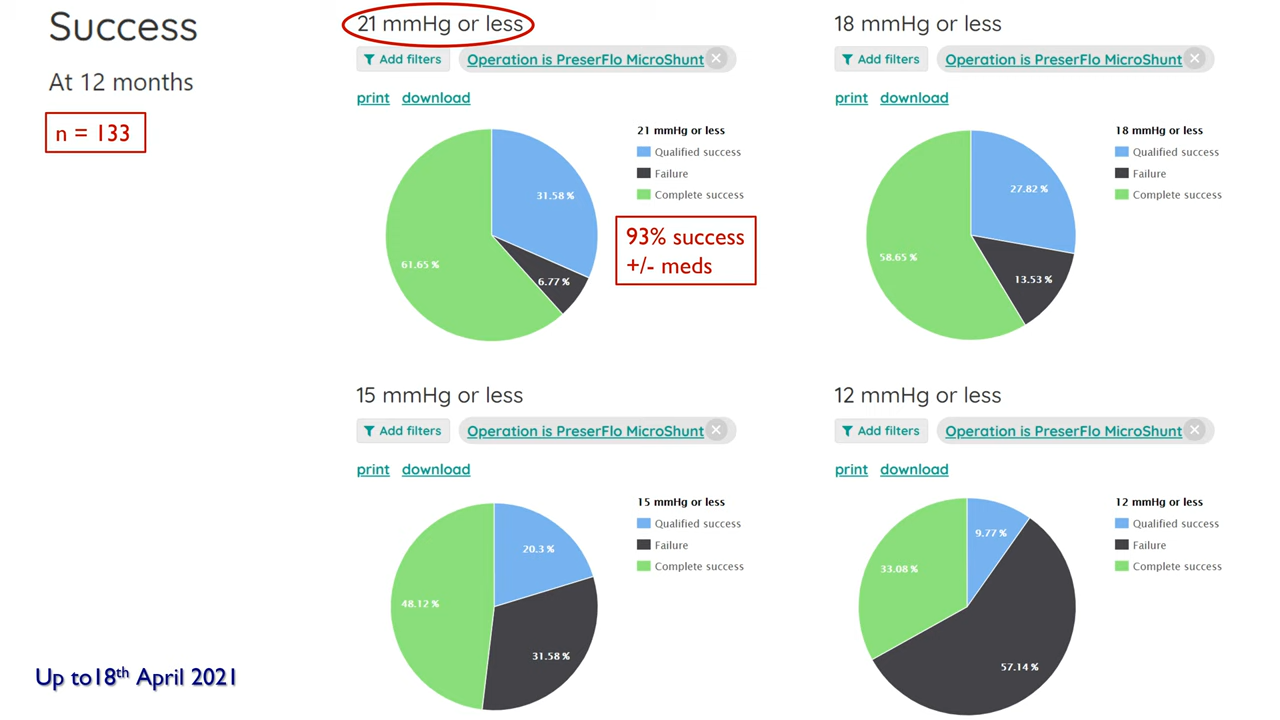 Success
At 12 months
n = 133
21 mmHg or less
Add filters
Operation is PreserFlo MicroShunt ×
print download
21 mmHg or less
Qualified success
Failure
Complete success
31.58 %
61.65 %
6.77 %
93% success
+/- meds
18 mmHg or less
Add filters
Operation is PreserFlo MicroShunt ×
print download
18 mmHg or less
Qualified success
Failure
Complete success
27.82 %
58.65 %
13.53 %
15 mmHg or less
Add filters
Operation is PreserFlo MicroShunt ×
print download
15 mmHg or less
Qualified success
Failure
Complete success
20.3 %
48.12 %
31.58 %
12 mmHg or less
Add filters
Operation is PreserFlo MicroShunt ×
print download
12 mmHg or less
Qualified success
Failure
Complete success
9.77 %
33.08 %
57.14 %
Up to18th April 2021